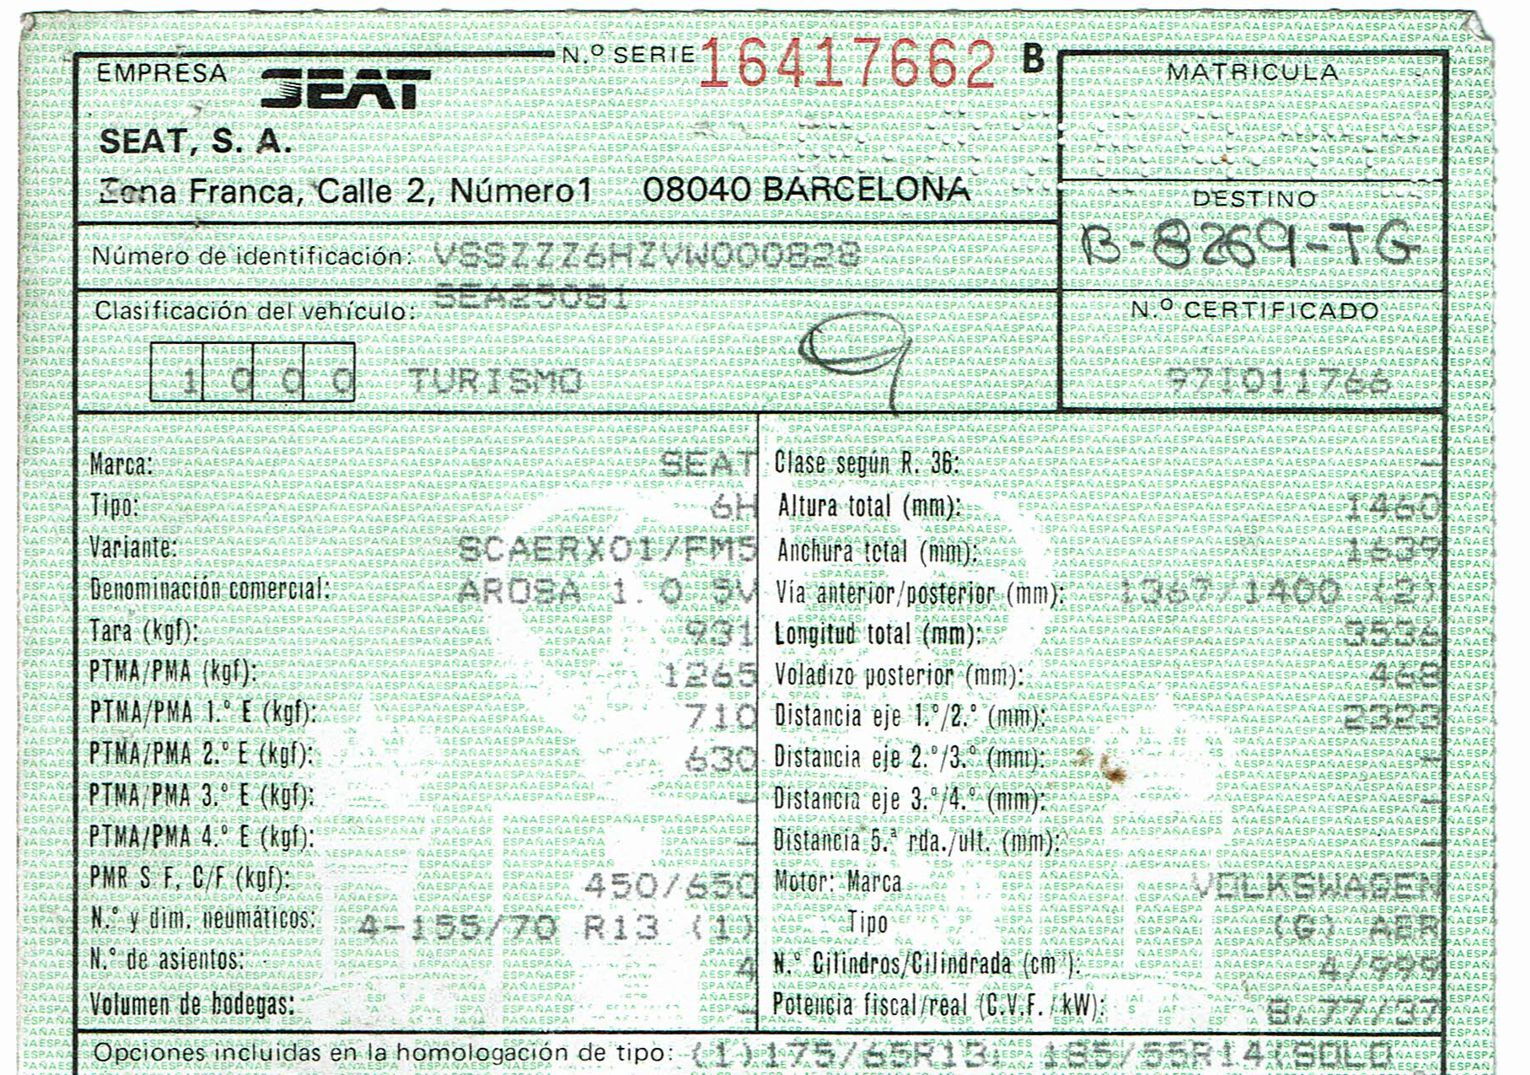 N.º SERIE 16417662 B
EMPRESA SEAT
MATRICULA
SEAT, S. A.
Zona Franca, Calle 2, Número1 08040 BARCELONA
DESTINO
B-8269-TG
Número de identificación: VSSZZZ6HZVW000828
SEA25081
Clasificación del vehículo:
N.º CERTIFICADO
1 0 0 0 TURISMO
97I011766
Marca: SEAT
Clase según R. 36: -
Tipo: 6H
Altura total (mm): 1460
Variante: SCAERX01/FM5
Anchura total (mm): 1639
Denominación comercial: AROSA 1.0 5V
Vía anterior/posterior (mm): 1367/1400 (2)
Tara (kgf): 931
Longitud total (mm): 3536
PTMA/PMA (kgf): 1265
Voladizo posterior (mm): 468
PTMA/PMA 1.º E (kgf): 710
Distancia eje 1.º/2.º (mm): 2323
PTMA/PMA 2.º E (kgf): 630
Distancia eje 2.º/3.º (mm): -
PTMA/PMA 3.º E (kgf): -
Distancia eje 3.º/4.º (mm): -
PTMA/PMA 4.º E (kgf): -
Distancia 5.ª rda./ult. (mm): -
PMR S F, C/F (kgf): 450/650
Motor: Marca VOLKSWAGEN
N.º y dim. neumáticos: 4-155/70 R13 (1)
Tipo (G) AER
N.º de asientos: 4
N.º Cilindros/Cilindrada (cm³): 4/999
Volumen de bodegas: -
Potencia fiscal/real (C.V.F./kW): 8,77/37
Opciones incluidas en la homologación de tipo: (1)175/65R13, 185/55R14(SOLO